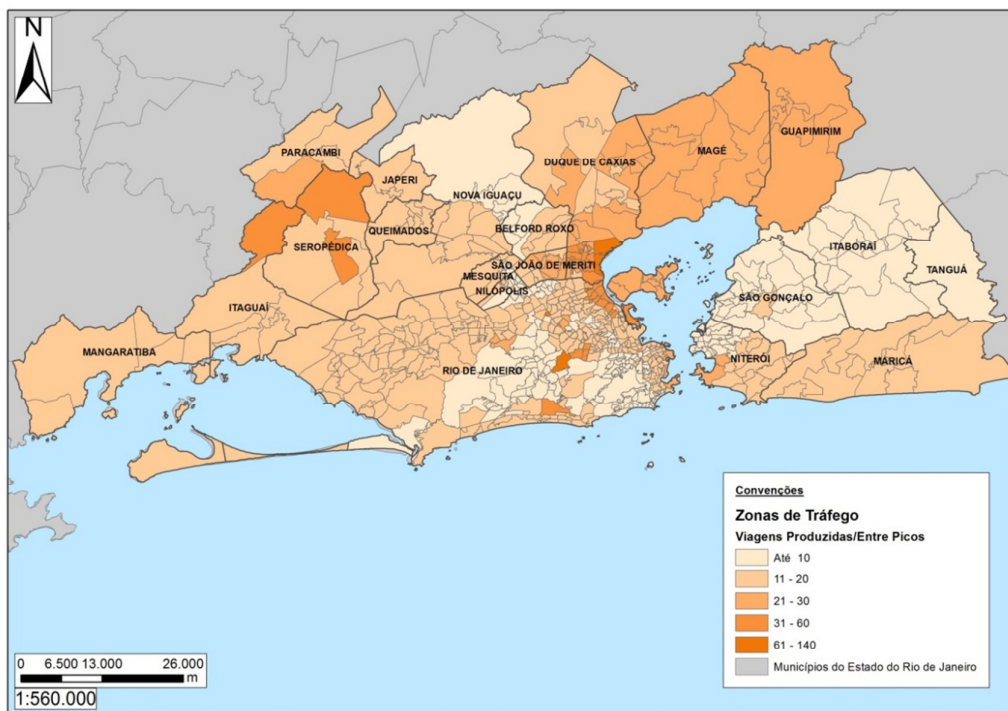 N
GUAPIMIRIM
MAGÉ
PARACAMBI
DUQUE DE CAXIAS
JAPERI
NOVA IGUAÇU
BELFORD ROXO
QUEIMADOS
SEROPÉDICA
ITABORAÍ
SÃO JOÃO DE MERITI
MESQUITA
TANGUÁ
NILÓPOLIS
SÃO GONÇALO
ITAGUAÍ
MANGARATIBA
NITERÓI
MARICÁ
RIO DE JANEIRO
Convenções
Zonas de Tráfego
Viagens Produzidas/Entre Picos
Até 10
11 - 20
21 - 30
31 - 60
61 - 140
Municípios do Estado do Rio de Janeiro
0 6.500 13.000 26.000
m
1:560.000